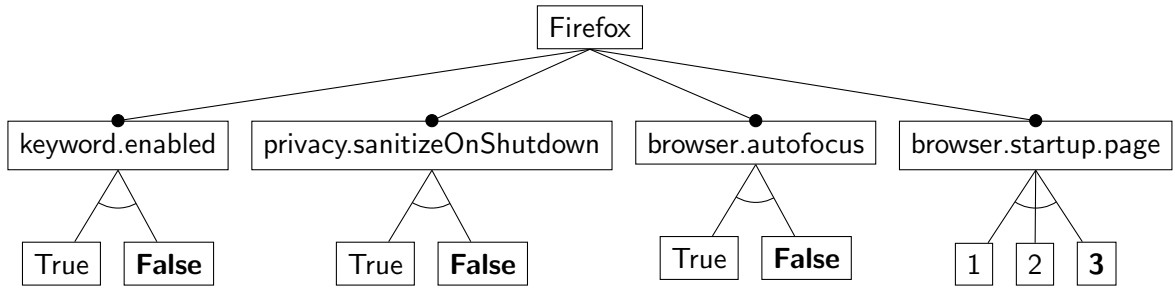 Firefox
keyword.enabled privacy.sanitizeOnShutdown browser.autofocus browser.startup.page
True False True False True False 1 2 3